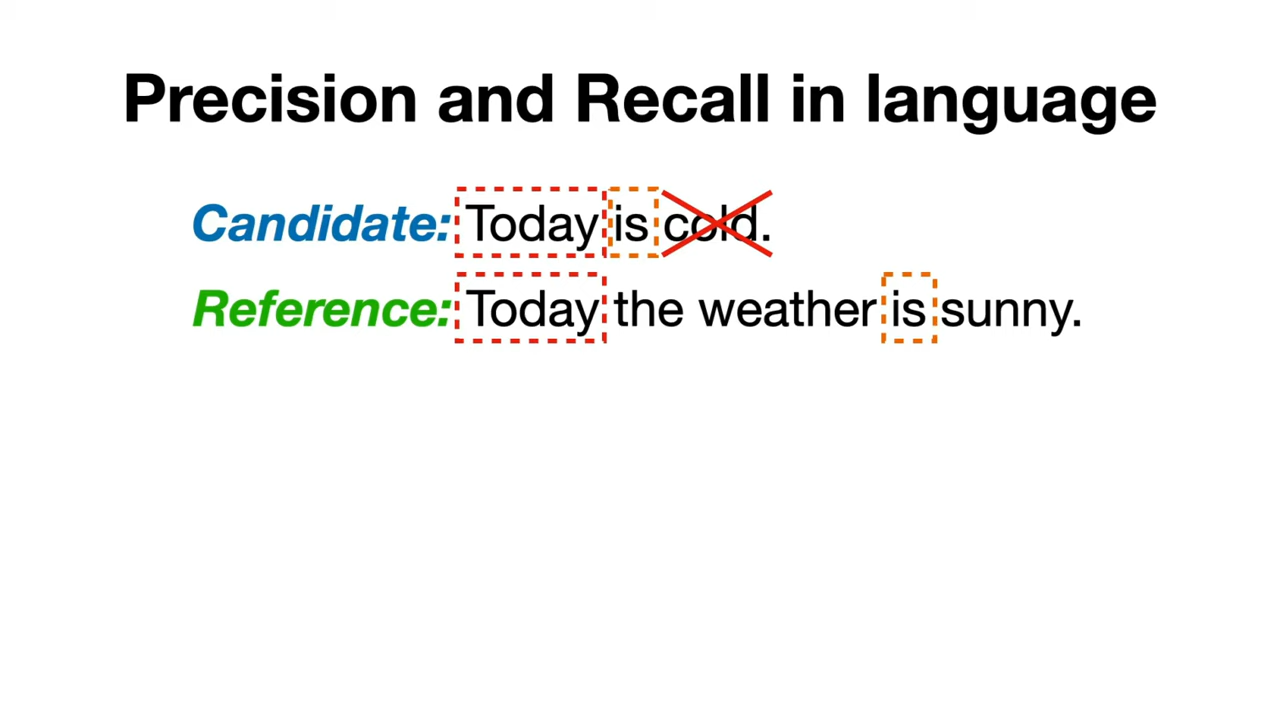 Precision and Recall in language
Candidate: Today is cold.
Reference: Today the weather is sunny.